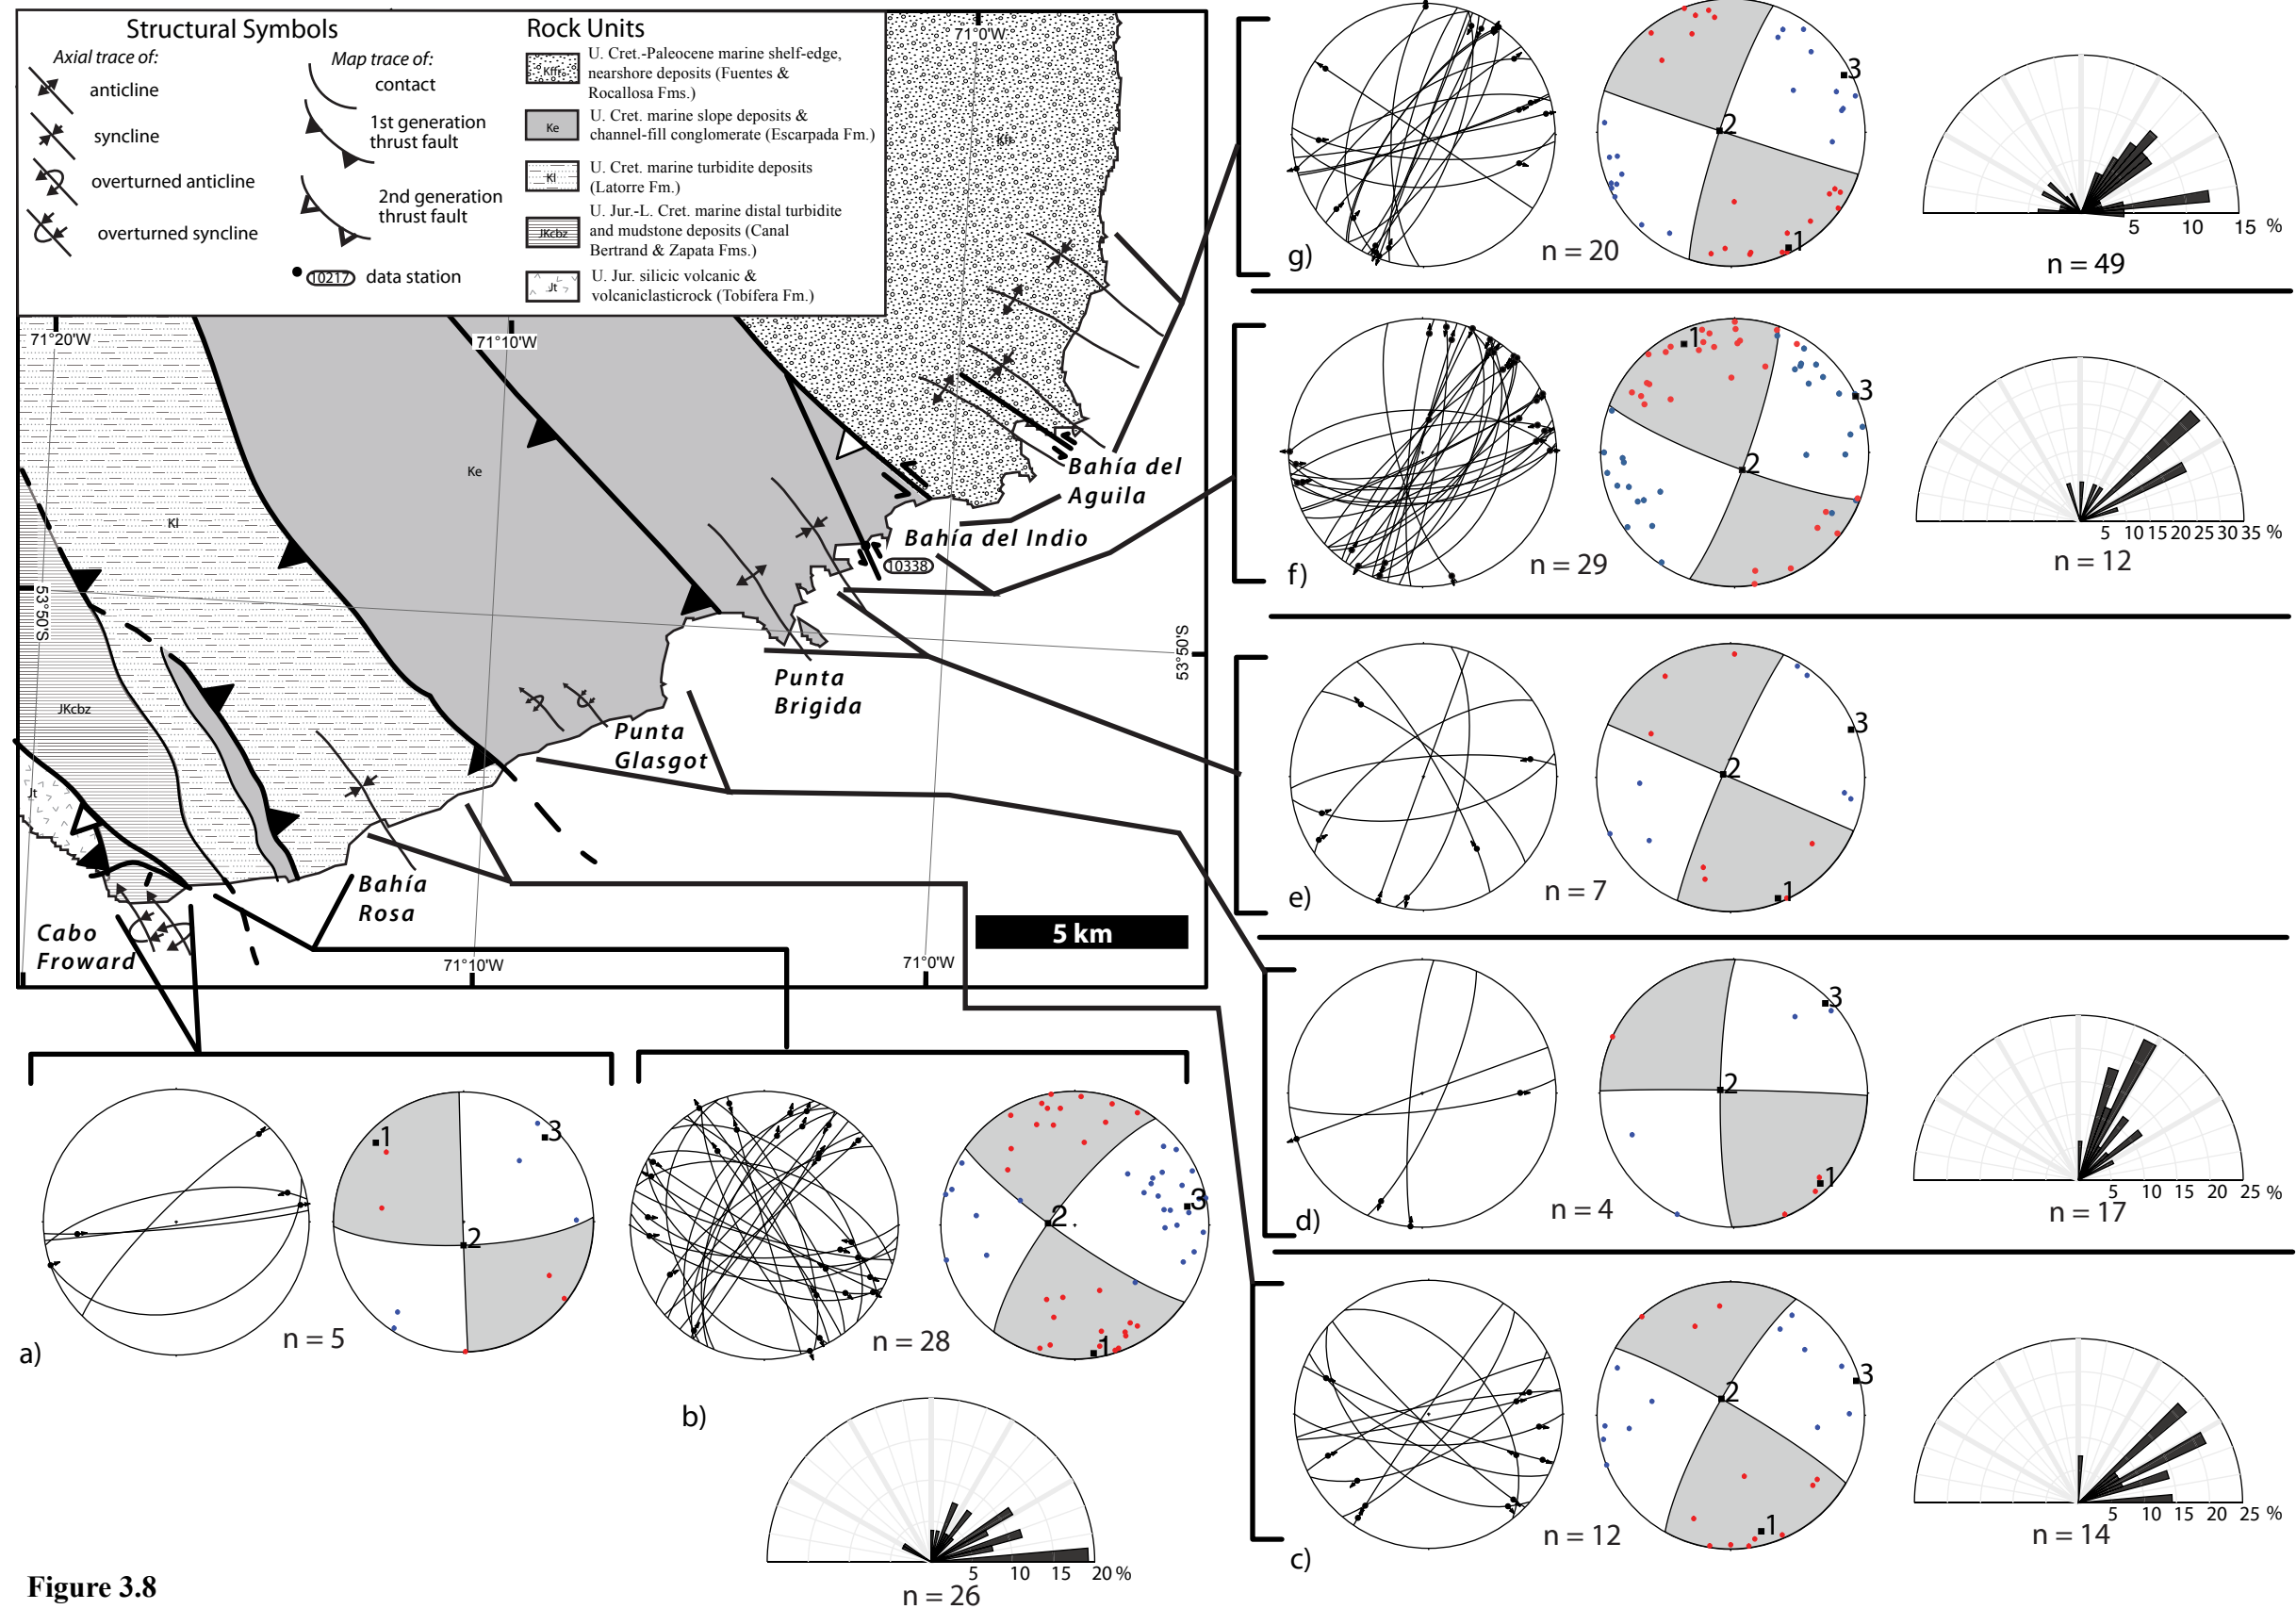 Structural Symbols
Axial trace of:
anticline
syncline
overturned anticline
overturned syncline
Map trace of:
contact
1st generation
thrust fault
2nd generation
thrust fault
10217 data station
Rock Units
Kffr
U. Cret.-Paleocene marine shelf-edge,
nearshore deposits (Fuentes &
Rocallosa Fms.)
Ke
U. Cret. marine slope deposits &
channel-fill conglomerate (Escarpada Fm.)
Kl
U. Cret. marine turbidite deposits
(Latorre Fm.)
JKcbz
U. Jur.-L. Cret. marine distal turbidite
and mudstone deposits (Canal
Bertrand & Zapata Fms.)
Jt
U. Jur. silicic volcanic &
volcaniclasticrock (Tobífera Fm.)
71°0'W
71°20'W
71°10'W
Ke
Kl
JKcbz
Jt
53°50'S
53°50'S
10338
Bahía del
Aguila
Bahía del Indio
Punta
Brigida
Punta
Glasgot
Bahía
Rosa
Cabo
Froward
5 km
71°10'W
71°0'W
g)
n = 20
1
2
3
5 10 15 %
n = 49
f)
n = 29
1
2
3
5 10 15 20 25 30 35 %
n = 12
e)
n = 7
1
2
3
d)
n = 4
1
2
3
5 10 15 20 25 %
n = 17
c)
n = 12
1
2
3
5 10 15 20 25 %
n = 14
a)
n = 5
1
2
3
b)
n = 28
1
2
3
5 10 15 20 %
n = 26
Figure 3.8